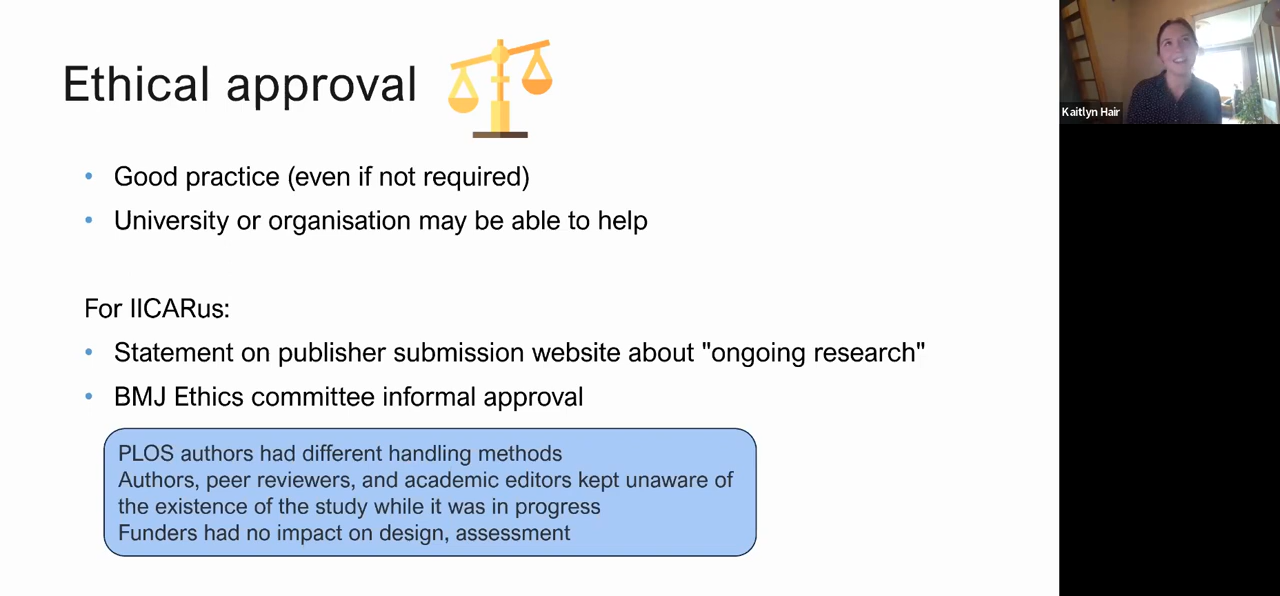 Ethical approval
Kaitlyn Hair
• Good practice (even if not required)
• University or organisation may be able to help
For IICARus:
• Statement on publisher submission website about "ongoing research"
• BMJ Ethics committee informal approval
PLOS authors had different handling methods
Authors, peer reviewers, and academic editors kept unaware of
the existence of the study while it was in progress
Funders had no impact on design, assessment